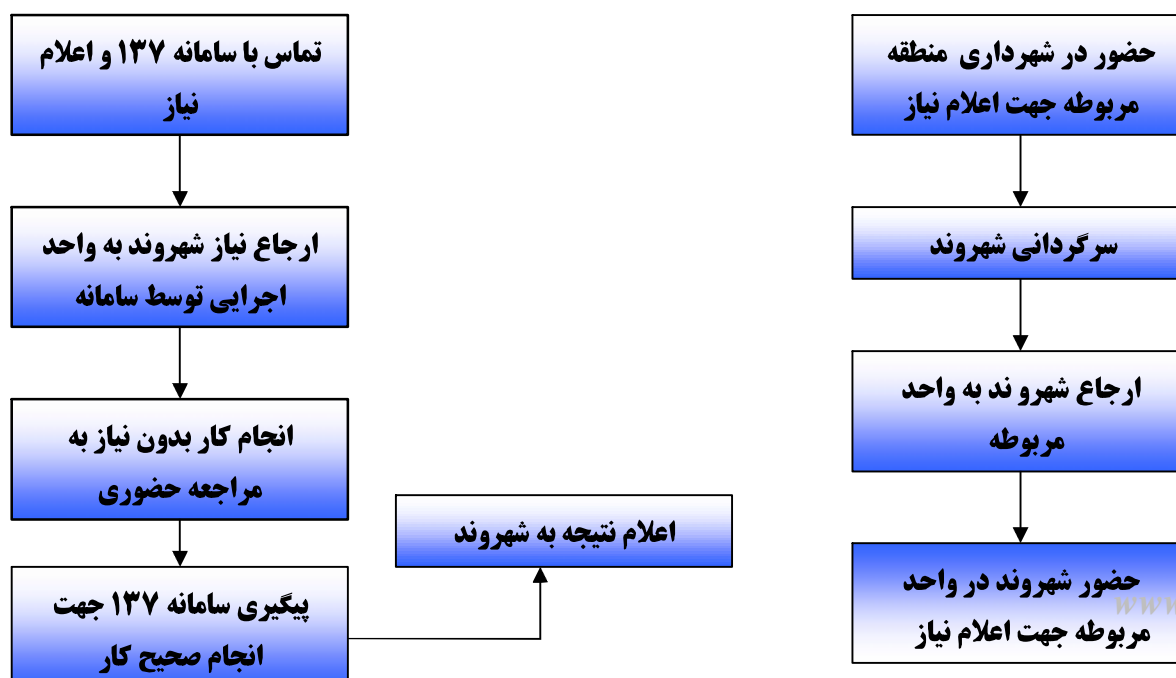 حضور در شهرداری منطقه
مربوطه جهت اعلام نیاز
سرگردانی شهروند
ارجاع شهرو ند به واحد
مربوطه
حضور شهروند در واحد
مربوطه جهت اعلام نیاز
www
تماس با سامانه ۱۳۷ و اعلام
نیاز
ارجاع نیاز شهروند به واحد
اجرایی توسط سامانه
انجام کار بدون نیاز به
مراجعه حضوری
پیگیری سامانه ۱۳۷ جهت
انجام صحیح کار
اعلام نتیجه به شهروند